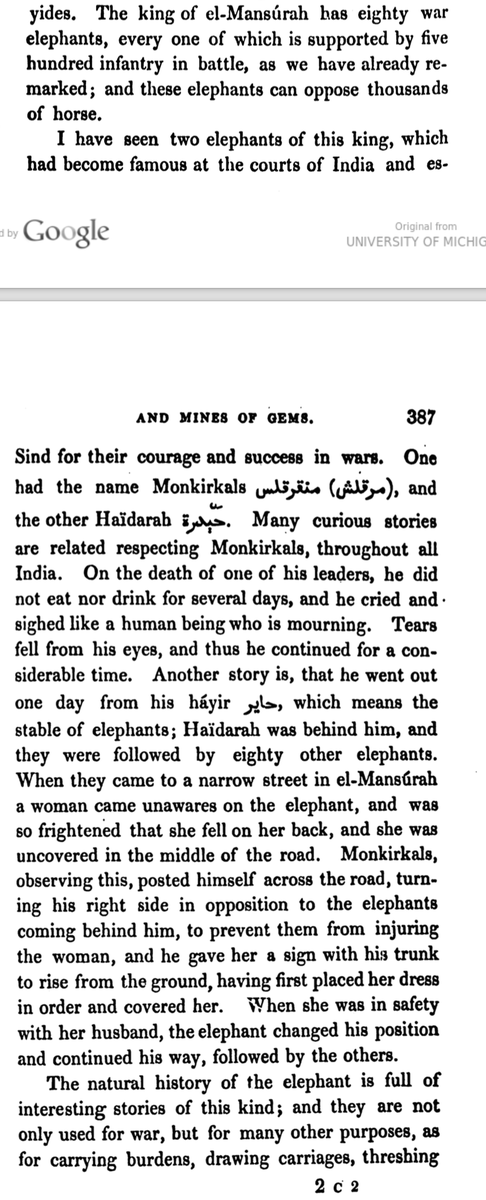 yides. The king of el-Mansúrah has eighty war
elephants, every one of which is supported by five
hundred infantry in battle, as we have already re-
marked; and these elephants can oppose thousands
of horse.
I have seen two elephants of this king, which
had become famous at the courts of India and es-
d by Google
Original from
UNIVERSITY OF MICHIG
AND MINES OF GEMS. 387
Sind for their courage and success in wars. One
had the name Monkirkals منقرقلس (مرقلش), and
the other Haïdarah حيدرة. Many curious stories
are related respecting Monkirkals, throughout all
India. On the death of one of his leaders, he did
not eat nor drink for several days, and he cried and
sighed like a human being who is mourning. Tears
fell from his eyes, and thus he continued for a con-
siderable time. Another story is, that he went out
one day from his háyir حاير, which means the
stable of elephants; Haïdarah was behind him, and
they were followed by eighty other elephants.
When they came to a narrow street in el-Mansúrah
a woman came unawares on the elephant, and was
so frightened that she fell on her back, and she was
uncovered in the middle of the road. Monkirkals,
observing this, posted himself across the road, turn-
ing his right side in opposition to the elephants
coming behind him, to prevent them from injuring
the woman, and he gave her a sign with his trunk
to rise from the ground, having first placed her dress
in order and covered her. When she was in safety
with her husband, the elephant changed his position
and continued his way, followed by the others.
The natural history of the elephant is full of
interesting stories of this kind; and they are not
only used for war, but for many other purposes, as
for carrying burdens, drawing carriages, threshing
2 C 2